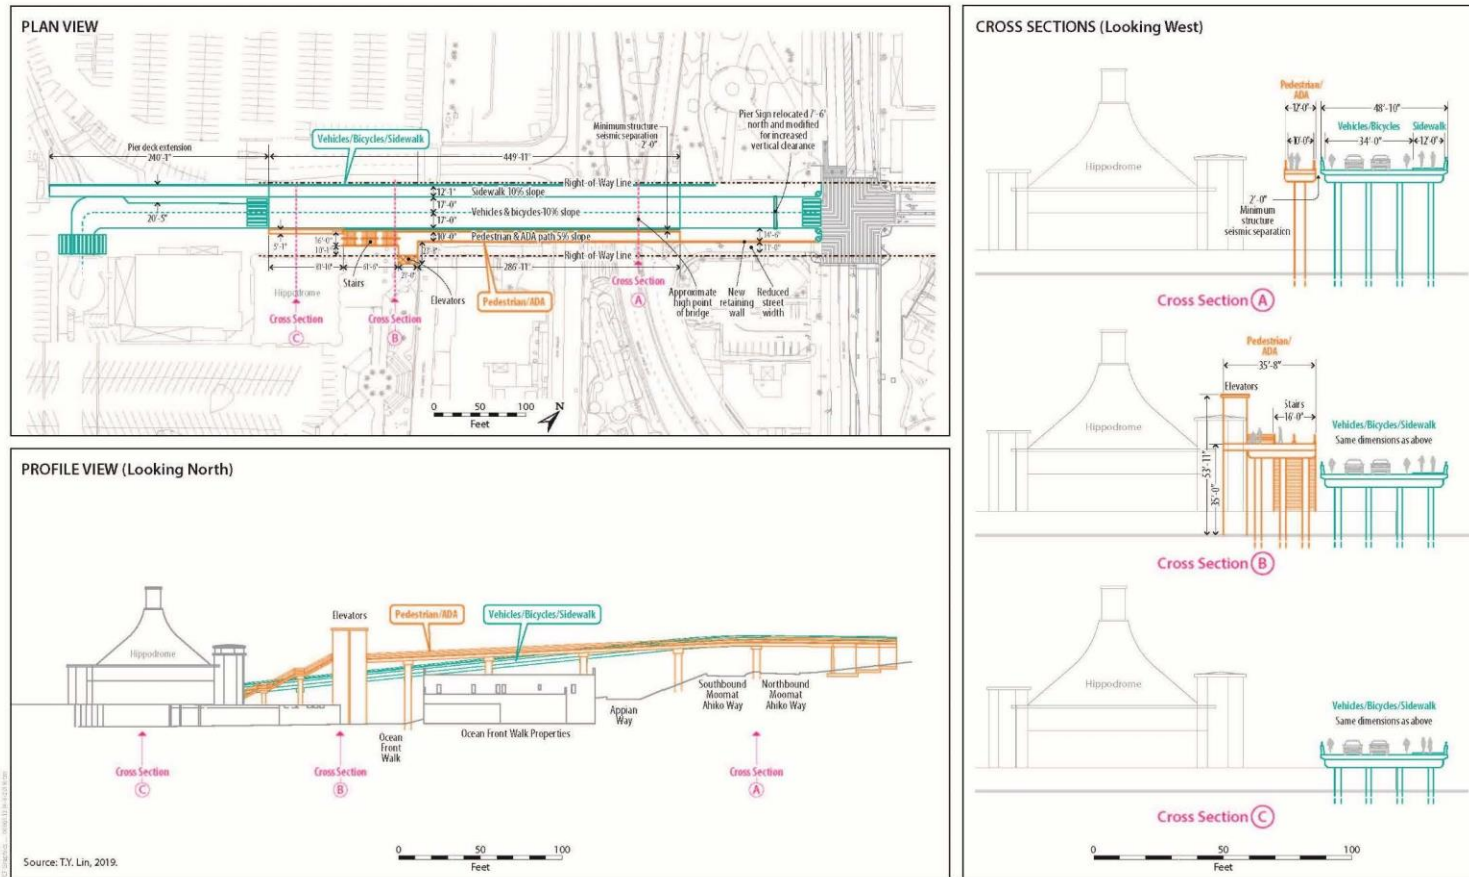 PLAN VIEW
Pier deck extension
240'-1"
Vehicles/Bicycles/Sidewalk
449'-11"
Minimum structure
seismic separation
2'-0"
Pier Sign relocated 7'-6"
north and modified
for increased
vertical clearance
Right-of-Way Line
12'-1"
Sidewalk 10% slope
17'-0"
Vehicles & bicycles-10% slope
17'-0"
20'-5"
10'-0"
Pedestrian & ADA path 5% slope
16'-0"
5'-1"
14'-6"
11'-0"
Right-of-Way Line
286'-11"
Stairs
Elevators
Hippodrome
Pedestrian/ADA
Cross Section
C
Cross Section
B
Cross Section
A
Approximate
high point
of bridge
New
retaining
wall
Reduced
street
width
0 50 100
Feet
N
PROFILE VIEW (Looking North)
Elevators
Pedestrian/ADA
Vehicles/Bicycles/Sidewalk
Hippodrome
Ocean
Front
Walk
Ocean Front Walk Properties
Appian
Way
Southbound
Moomat
Ahiko Way
Northbound
Moomat
Ahiko Way
Cross Section
C
Cross Section
B
Cross Section
A
0 50 100
Feet
Source: T.Y. Lin, 2019.
CROSS SECTIONS (Looking West)
Pedestrian/
ADA
12'-0"
48'-10"
Vehicles/Bicycles
Sidewalk
10'-0"
34'-0"
12'-0"
Hippodrome
2'-0"
Minimum
structure
seismic separation
Cross Section A
Pedestrian/
ADA
35'-8"
Elevators
Stairs
16'-0"
Vehicles/Bicycles/Sidewalk
Same dimensions as above
Hippodrome
53'-11"
35'-0"
Cross Section B
Hippodrome
Vehicles/Bicycles/Sidewalk
Same dimensions as above
Cross Section C
0 50 100
Feet